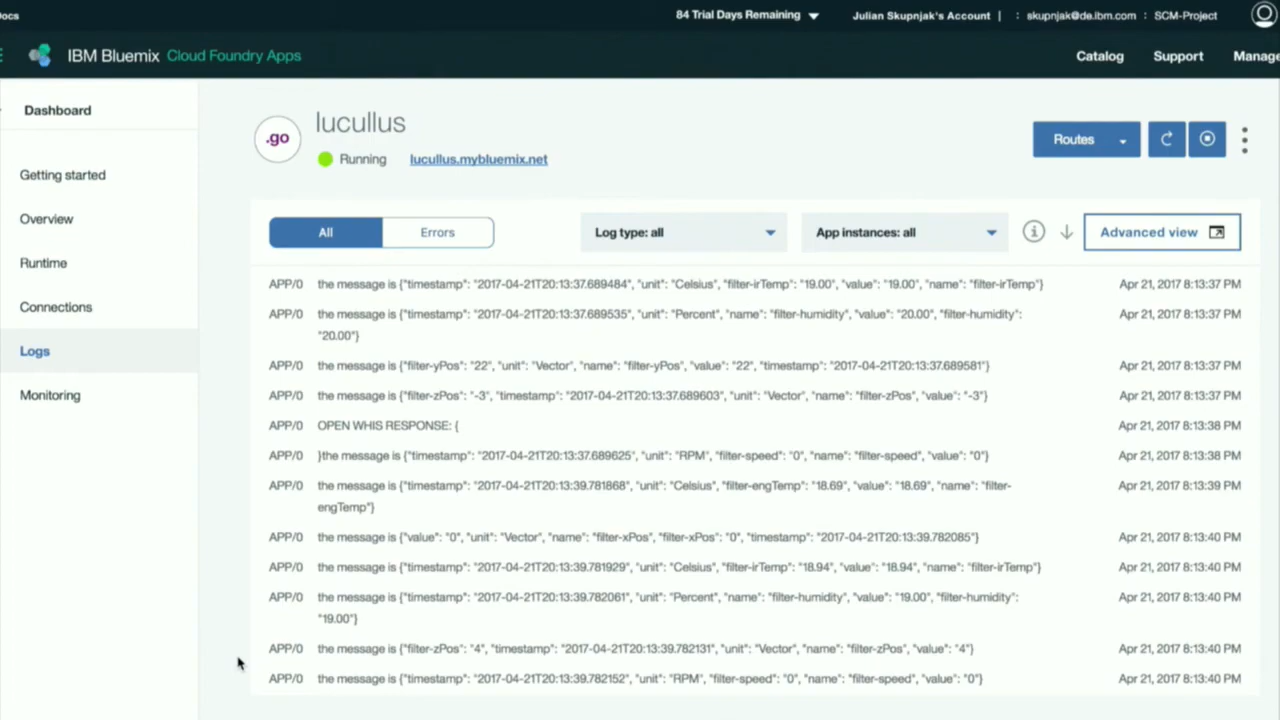 ocs
84 Trial Days Remaining
Julian Skupnjak's Account | : skupnjak@de.ibm.com : SCM-Project
IBM Bluemix Cloud Foundry Apps
Catalog Support Manage
Dashboard
Getting started
Overview
Runtime
Connections
Logs
Monitoring
.go
lucullus
Running lucullus.mybluemix.net
Routes
All Errors
Log type: all
App instances: all
Advanced view
APP/0 the message is {"timestamp": "2017-04-21T20:13:37.689484", "unit": "Celsius", "filter-irTemp": "19.00", "value": "19.00", "name": "filter-irTemp"} Apr 21, 2017 8:13:37 PM
APP/0 the message is {"timestamp": "2017-04-21T20:13:37.689535", "unit": "Percent", "name": "filter-humidity", "value": "20.00", "filter-humidity": Apr 21, 2017 8:13:37 PM
"20.00"}
APP/0 the message is {"filter-yPos": "22", "unit": "Vector", "name": "filter-yPos", "value": "22", "timestamp": "2017-04-21T20:13:37.689581"} Apr 21, 2017 8:13:37 PM
APP/0 the message is {"filter-zPos": "-3", "timestamp": "2017-04-21T20:13:37.689603", "unit": "Vector", "name": "filter-zPos", "value": "-3"} Apr 21, 2017 8:13:37 PM
APP/0 OPEN WHIS RESPONSE: { Apr 21, 2017 8:13:38 PM
APP/0 }the message is {"timestamp": "2017-04-21T20:13:37.689625", "unit": "RPM", "filter-speed": "0", "name": "filter-speed", "value": "0"} Apr 21, 2017 8:13:38 PM
APP/0 the message is {"timestamp": "2017-04-21T20:13:39.781868", "unit": "Celsius", "filter-engTemp": "18.69", "value": "18.69", "name": "filter- Apr 21, 2017 8:13:39 PM
engTemp"}
APP/0 the message is {"value": "0", "unit": "Vector", "name": "filter-xPos", "filter-xPos": "0", "timestamp": "2017-04-21T20:13:39.782085"} Apr 21, 2017 8:13:40 PM
APP/0 the message is {"timestamp": "2017-04-21T20:13:39.781929", "unit": "Celsius", "filter-irTemp": "18.94", "value": "18.94", "name": "filter-irTemp"} Apr 21, 2017 8:13:40 PM
APP/0 the message is {"timestamp": "2017-04-21T20:13:39.782061", "unit": "Percent", "name": "filter-humidity", "value": "19.00", "filter-humidity": Apr 21, 2017 8:13:40 PM
"19.00"}
APP/0 the message is {"filter-zPos": "4", "timestamp": "2017-04-21T20:13:39.782131", "unit": "Vector", "name": "filter-zPos", "value": "4"} Apr 21, 2017 8:13:40 PM
APP/0 the message is {"timestamp": "2017-04-21T20:13:39.782152", "unit": "RPM", "filter-speed": "0", "name": "filter-speed", "value": "0"} Apr 21, 2017 8:13:40 PM